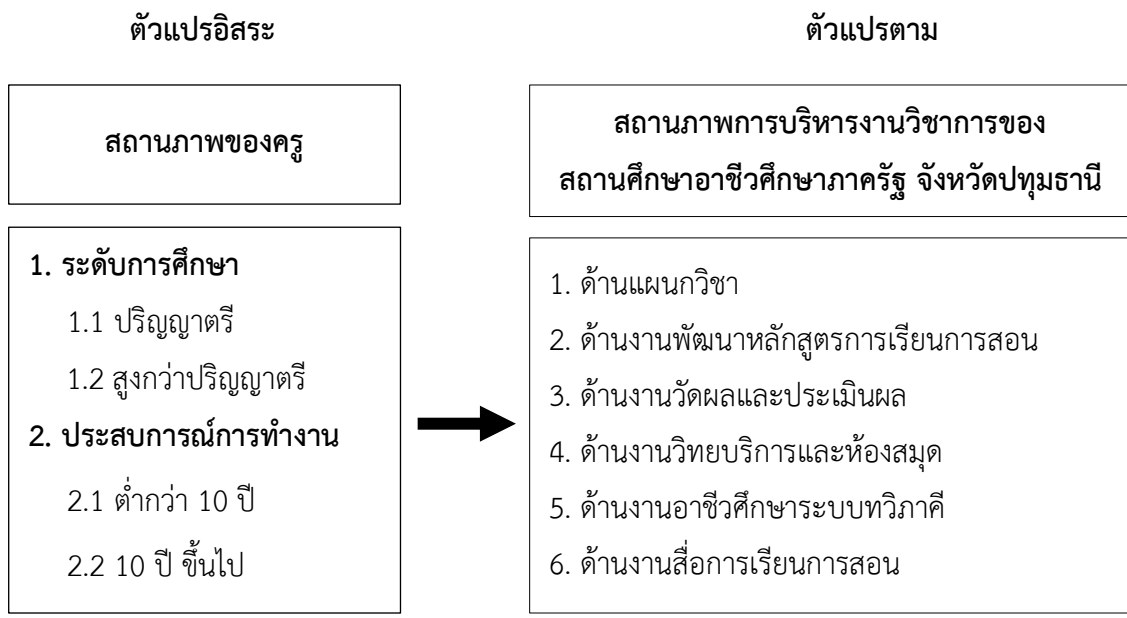 ตัวแปรอิสระ
ตัวแปรตาม
สถานภาพของครู
สถานภาพการบริหารงานวิชาการของ
สถานศึกษาอาชีวศึกษาภาครัฐ จังหวัดปทุมธานี
1. ระดับการศึกษา
1.1 ปริญญาตรี
1.2 สูงกว่าปริญญาตรี
2. ประสบการณ์การทำงาน
2.1 ต่ำกว่า 10 ปี
2.2 10 ปี ขึ้นไป
1. ด้านแผนกวิชา
2. ด้านงานพัฒนาหลักสูตรการเรียนการสอน
3. ด้านงานวัดผลและประเมินผล
4. ด้านงานวิทยบริการและห้องสมุด
5. ด้านงานอาชีวศึกษาระบบทวิภาคี
6. ด้านงานสื่อการเรียนการสอน